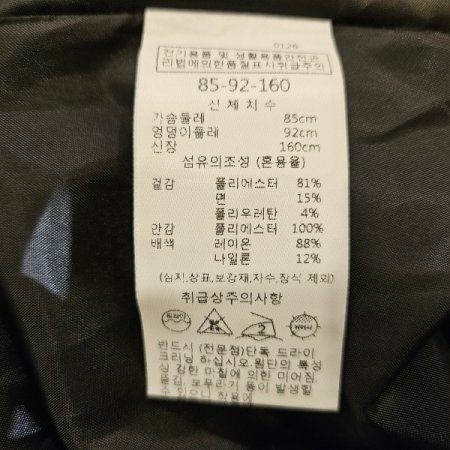 0126
전기용품 및 생활용품안전관
리법에의한품질표시취급주의
85-92-160
신체치수
가슴둘레 85cm
엉덩이둘레 92cm
신장 160cm
섬유의조성 (혼용율)
겉감 폴리에스터 81%
면 15%
폴리우레탄 4%
안감 폴리에스터 100%
배색 레이온 88%
나일론 12%
(심지,상표,보강재,자수,장식 제외)
취급상주의사항
드라이 K 2
반드시 (전문점)단독 드라이
크리닝 하십시오.원단의 특성
상 강한 마찰에 의한 미어짐,
올감, 보푸라기 등이 발생할
수 있으니 착용에